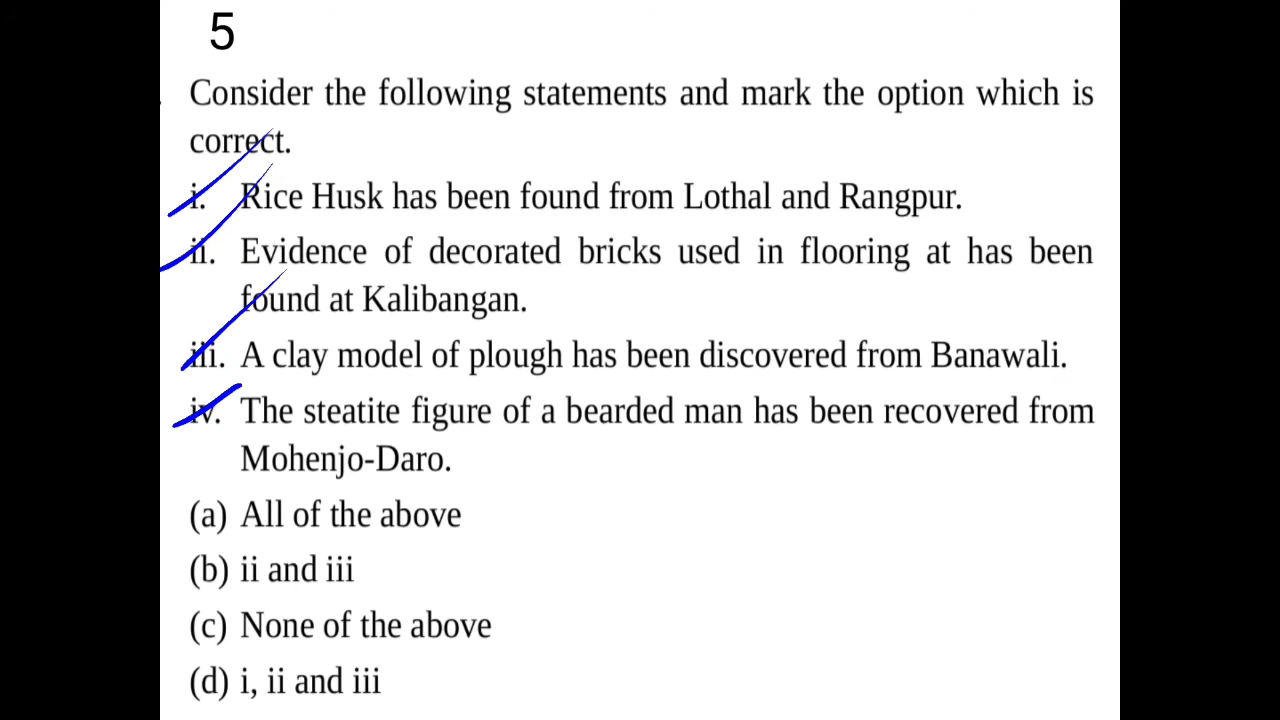 5
. Consider the following statements and mark the option which is
correct.
i. Rice Husk has been found from Lothal and Rangpur.
ii. Evidence of decorated bricks used in flooring at has been
found at Kalibangan.
iii. A clay model of plough has been discovered from Banawali.
iv. The steatite figure of a bearded man has been recovered from
Mohenjo-Daro.
(a) All of the above
(b) ii and iii
(c) None of the above
(d) i, ii and iii